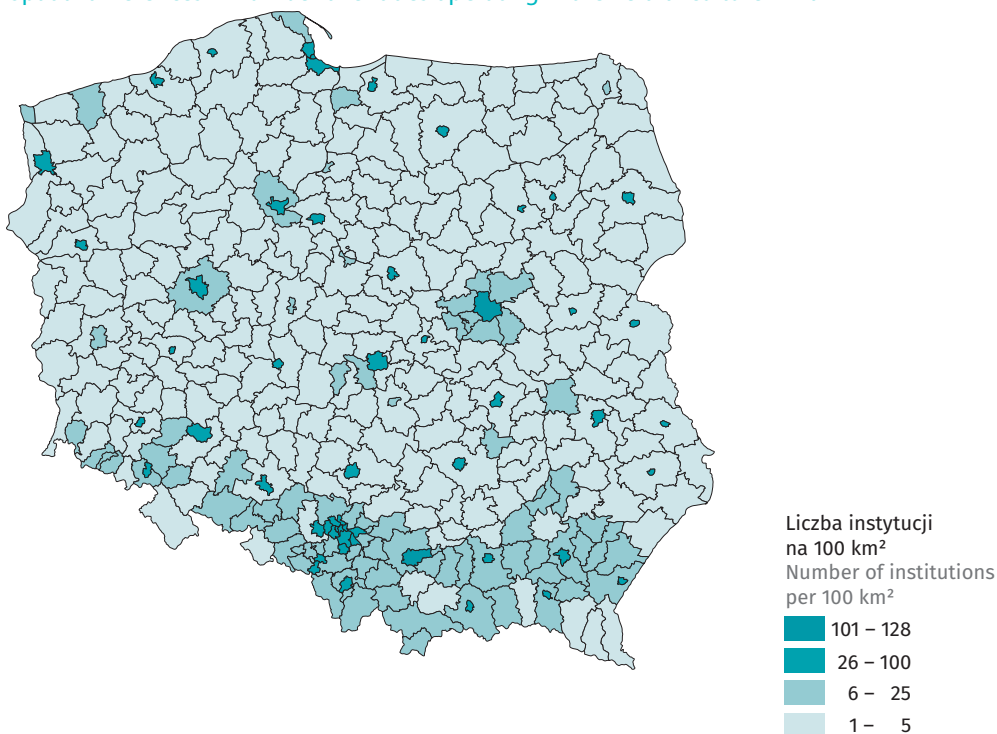 Liczba instytucji
na 100 km²
Number of institutions
per 100 km²
101 – 128
26 – 100
6 – 25
1 – 5